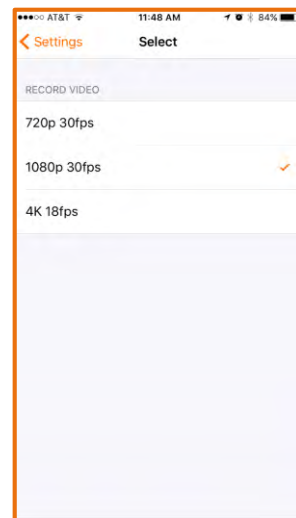 AT&T 11:48 AM 84%
Settings Select
RECORD VIDEO
720p 30fps
1080p 30fps
4K 18fps